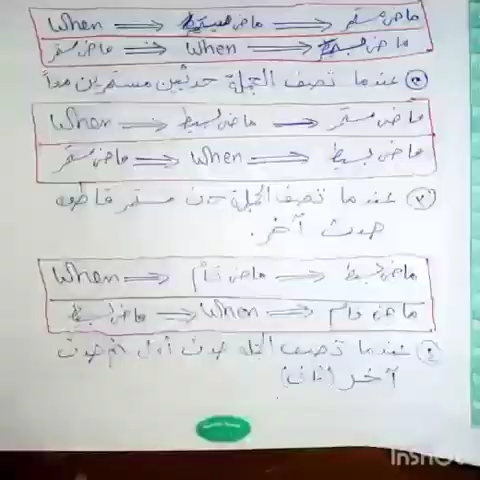 When ⟹ ماضي بسيط ⟹ ماضي مستمر
ماضي مستمر ⟹ When ⟹ ماضي بسيط
عندما تصف الجملة حدثين مستمرين معاً
When ⟹ ماضي بسيط ⟹ ماضي مستمر
ماضي مستمر ⟹ When ⟹ ماضي بسيط
③ عندما تصف الجملة حدث مستمر قاطعه
حدث آخر.
When ⟹ ماضي تام ⟹ ماضي بسيط
ماضي بسيط ⟹ When ⟹ ماضي تام
④ عندما تصف الجملة حدث أول ثم حدث
آخر (ثاني)
InShOt